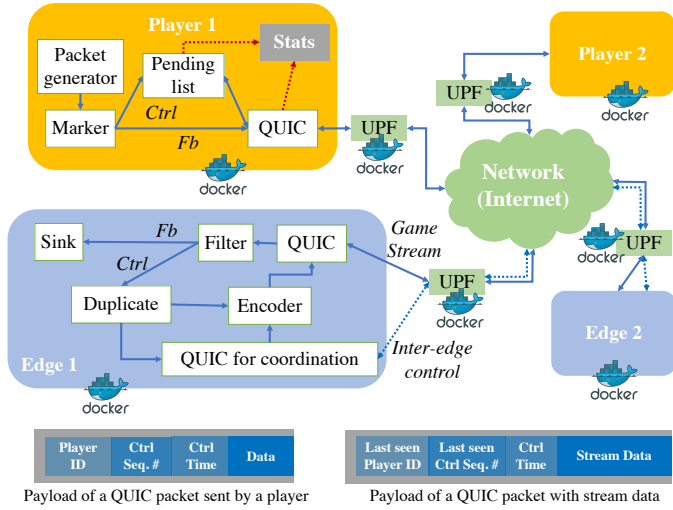 Player 1
Packet
generator
Pending
list
Stats
Marker
Ctrl
Fb
QUIC
docker
UPF
docker
UPF
docker
Player 2
docker
Network
(Internet)
UPF
docker
Edge 2
docker
Sink
Fb
Filter
QUIC
Ctrl
Duplicate
Encoder
QUIC for coordination
Edge 1
docker
Game
Stream
UPF
docker
Inter-edge
control
Player
ID
Ctrl
Seq. #
Ctrl
Time
Data
Payload of a QUIC packet sent by a player
Last seen
Player ID
Last seen
Ctrl Seq. #
Ctrl
Time
Stream Data
Payload of a QUIC packet with stream data